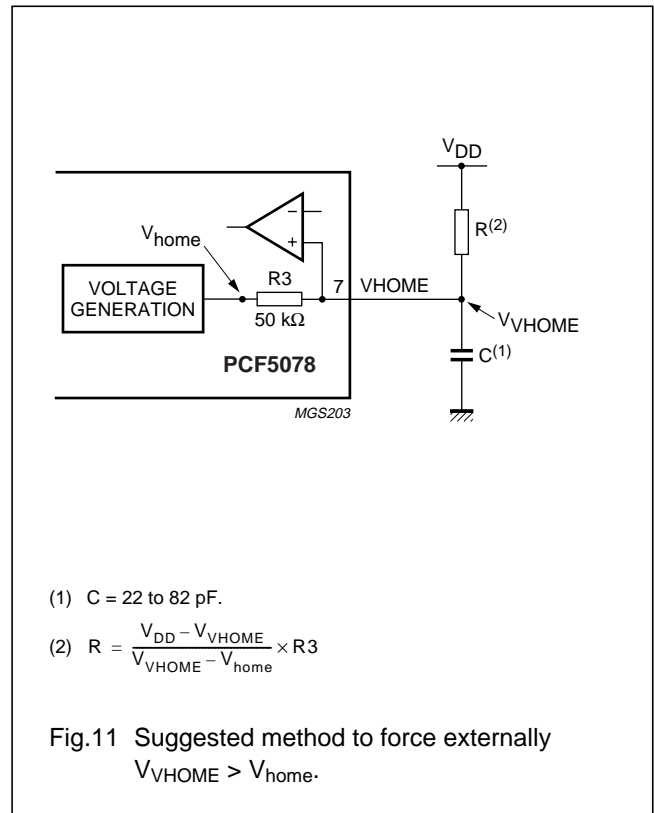 VDD
R(2)
Vhome
R3
7
VHOME
VOLTAGE
GENERATION
50 kΩ
VVHOME
C(1)
PCF5078
MGS203
(1) C = 22 to 82 pF.
(2) R = (VDD – VVHOME) / (VVHOME – Vhome) × R3
Fig.11 Suggested method to force externally
VVHOME > Vhome.